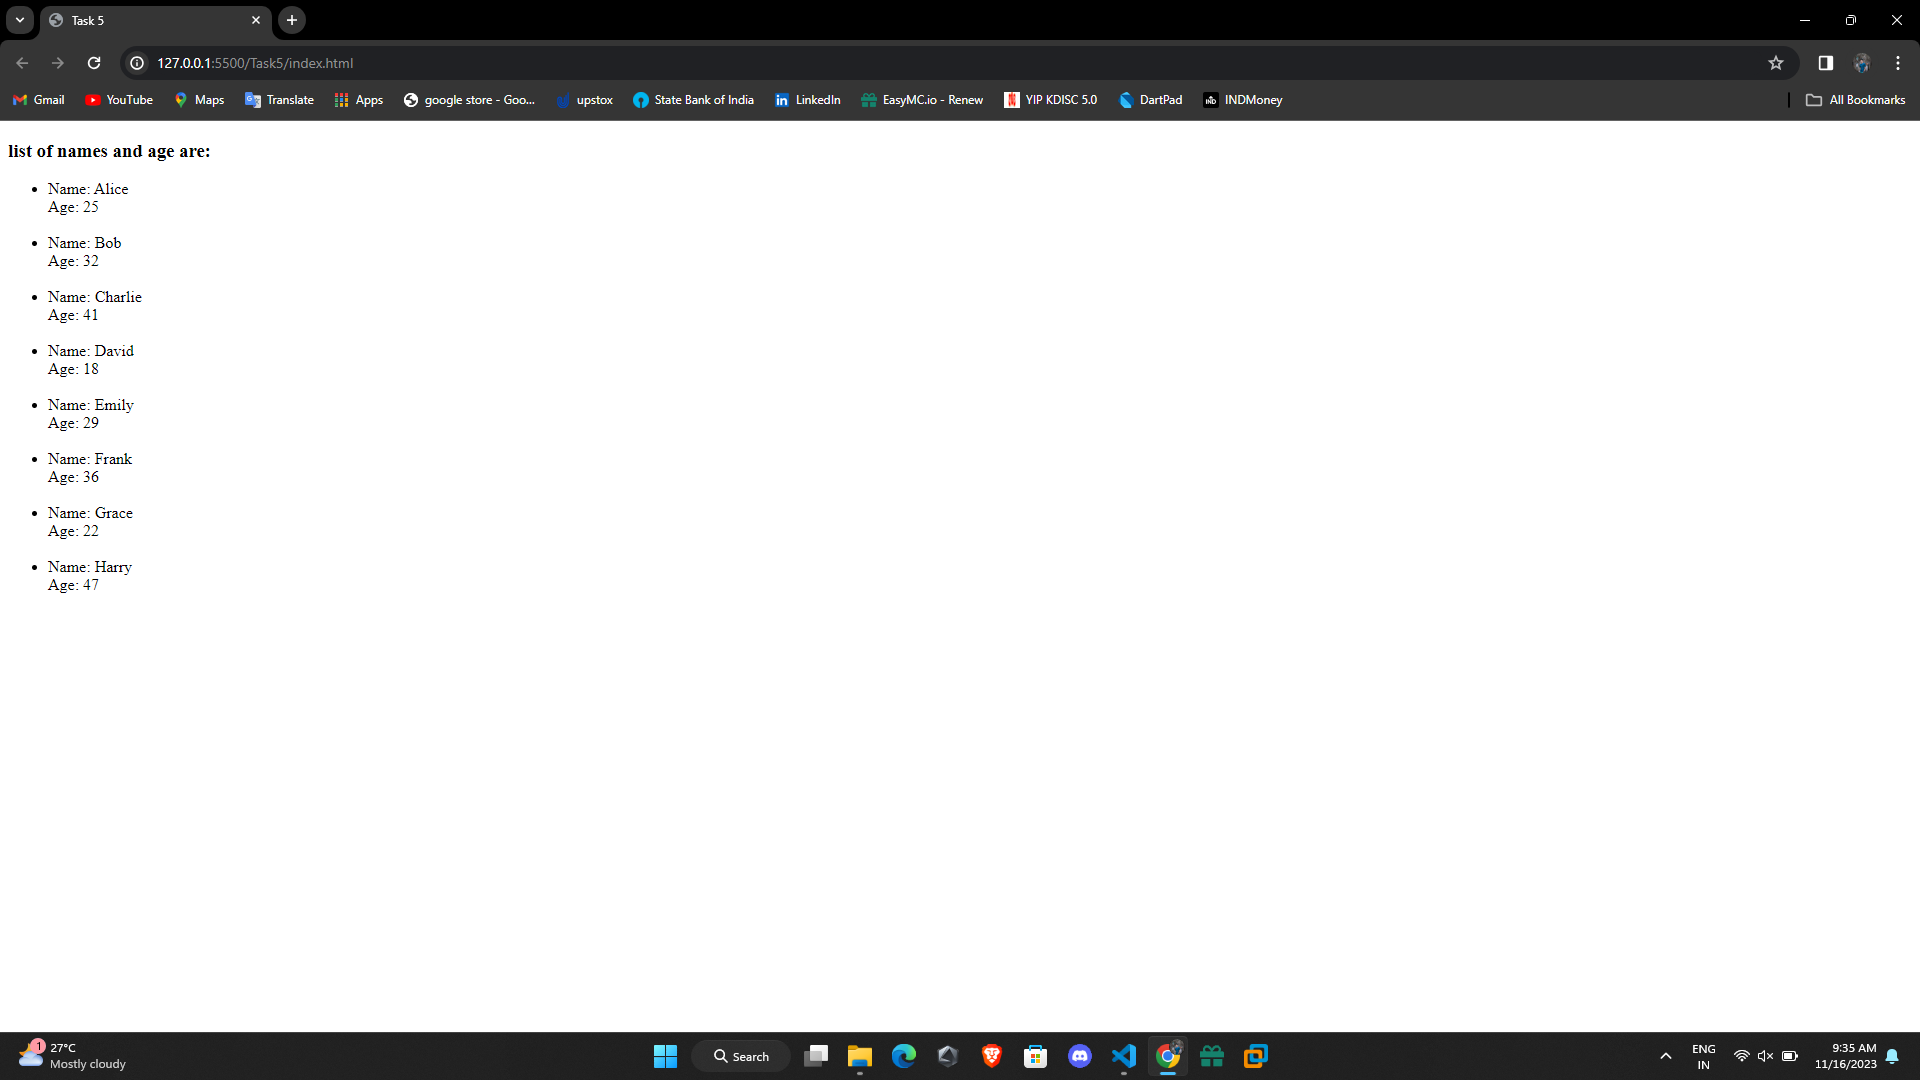 Task 5
127.0.0.1:5500/Task5/index.html
Gmail YouTube Maps Translate Apps google store - Goo... upstox State Bank of India LinkedIn EasyMC.io - Renew YIP KDISC 5.0 DartPad INDMoney All Bookmarks
list of names and age are:
Name: Alice
Age: 25
Name: Bob
Age: 32
Name: Charlie
Age: 41
Name: David
Age: 18
Name: Emily
Age: 29
Name: Frank
Age: 36
Name: Grace
Age: 22
Name: Harry
Age: 47
1
27°C
Mostly cloudy
Search
ENG
IN
9:35 AM
11/16/2023